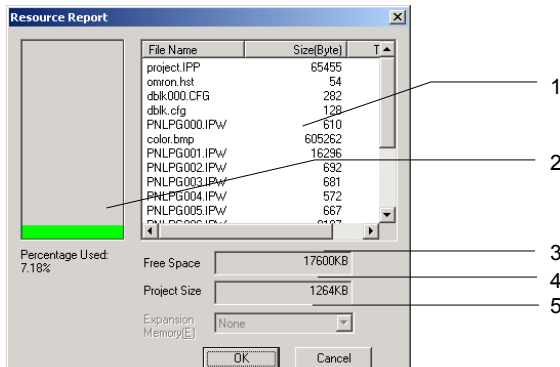 Resource Report
File Name Size(Byte) T
project.IPP 65455
omron.hst 54
dblk000.CFG 282
dblk.cfg 128
PNLPG000.IPW 610
color.bmp 605262
PNLPG001.IPW 16296
PNLPG002.IPW 692
PNLPG003.IPW 681
PNLPG004.IPW 572
PNLPG005.IPW 667
Percentage Used:
7.18%
Free Space 17600KB
Project Size 1264KB
Expansion
Memory(E) None
OK Cancel
1
2
3
4
5